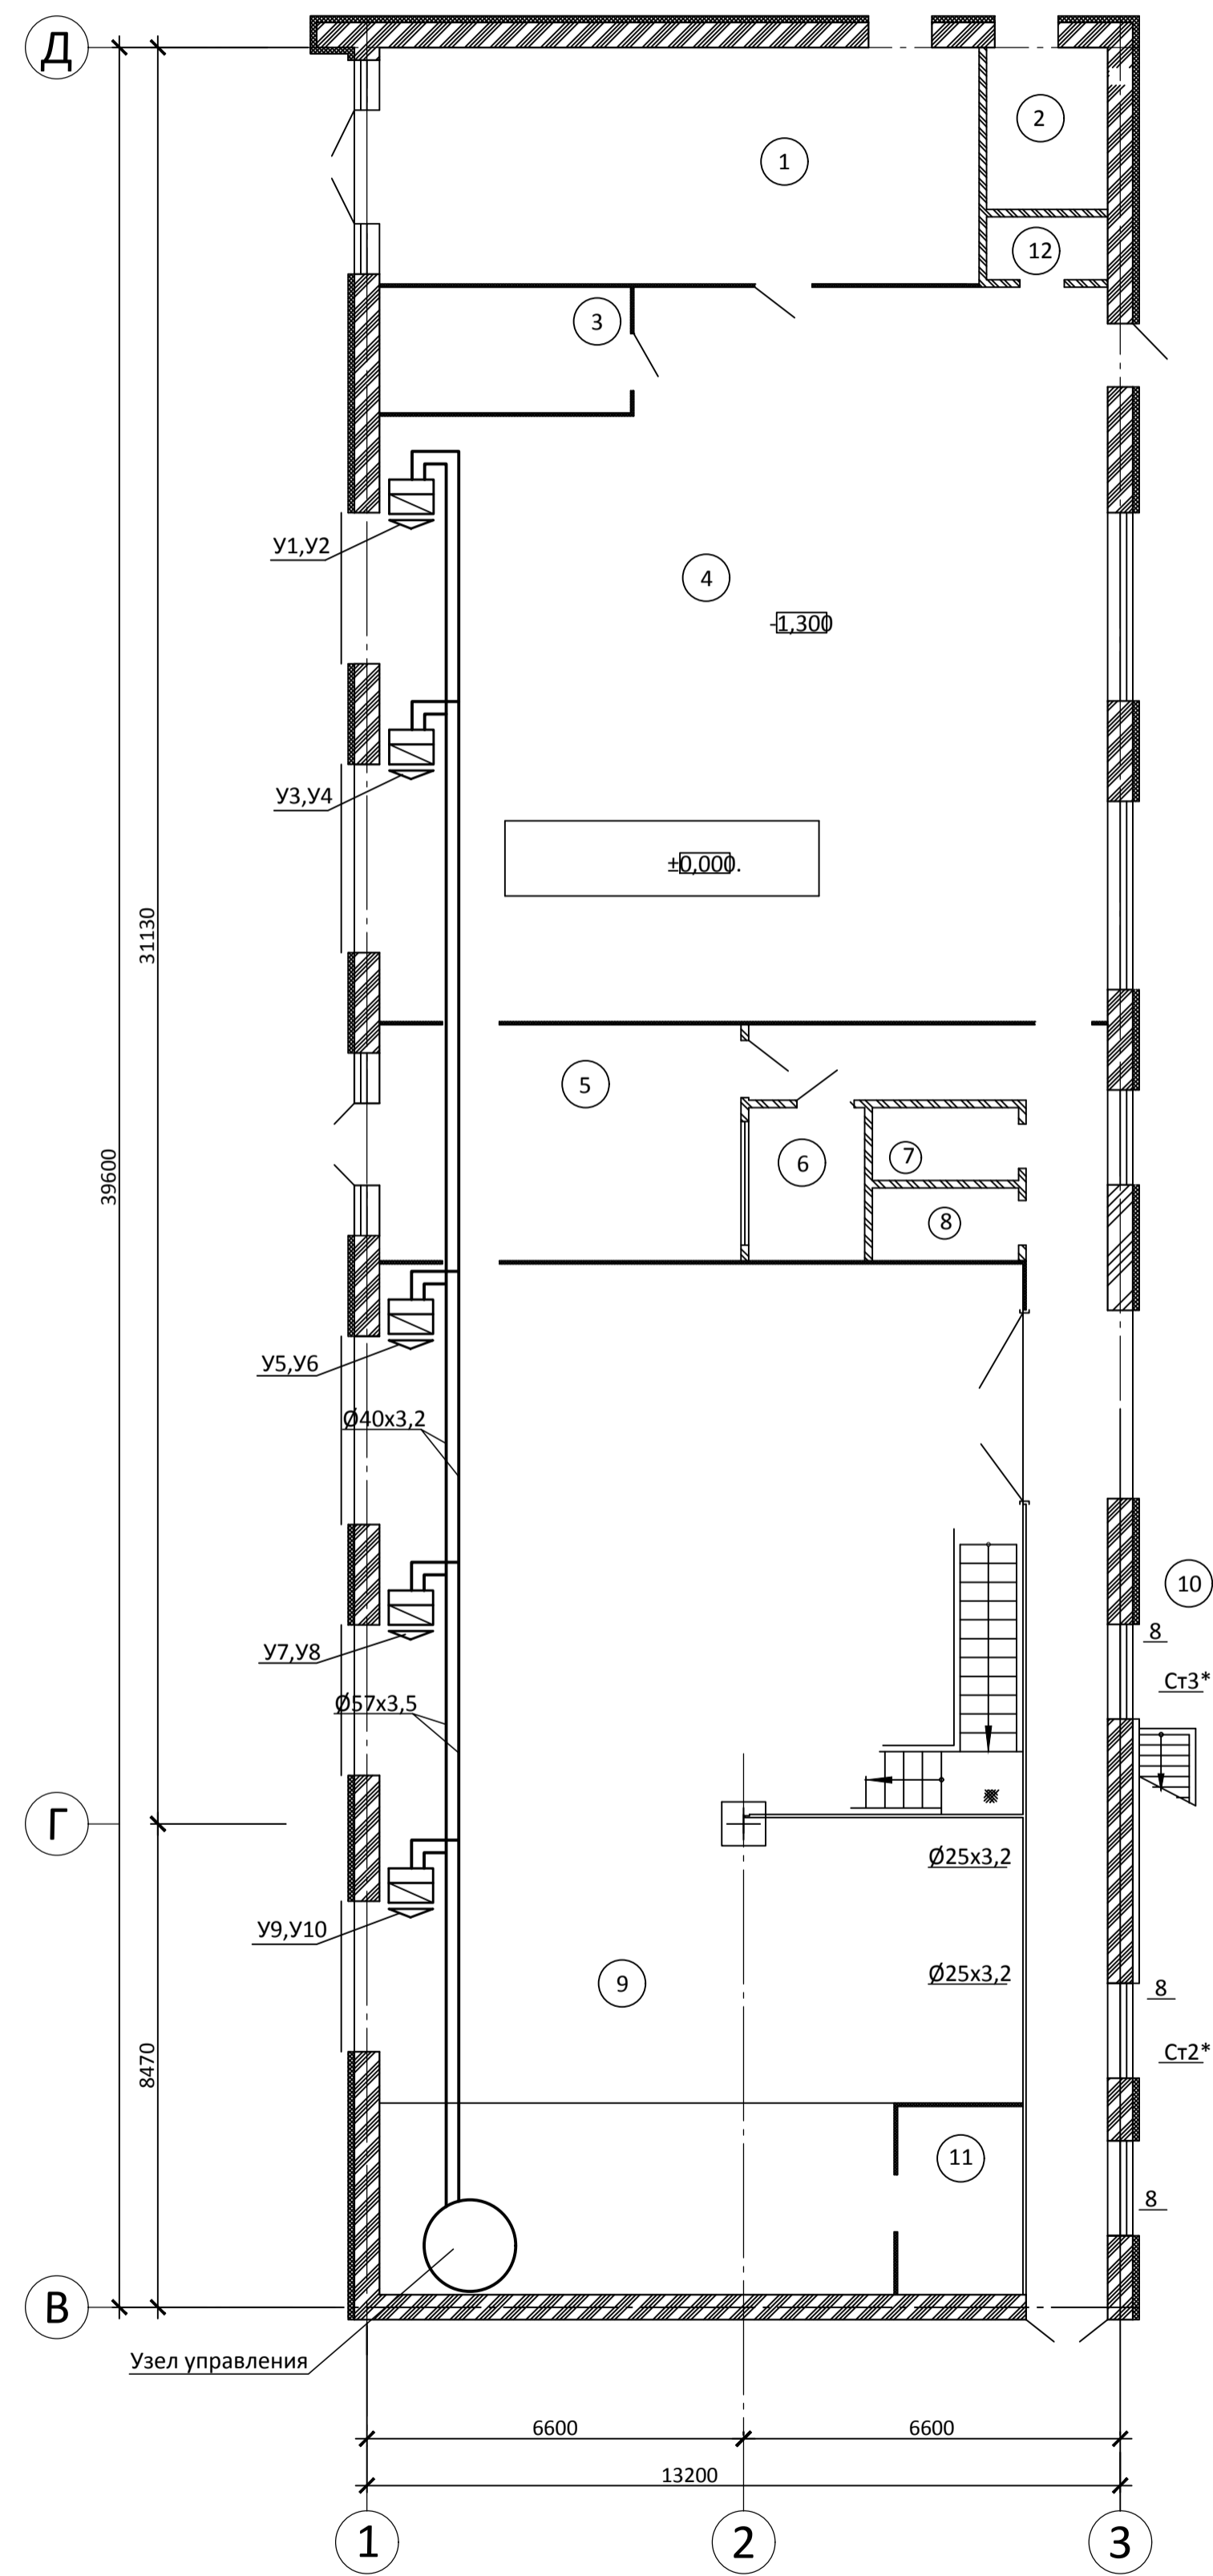 Д
2
1
12
3
У1,У2
4
-1,300
У3,У4
±0,000.
31130
39600
5
6
7
8
У5,У6
Ø40х3,2
10
8
У7,У8
Ст3*
Ø57х3,5
Г
Ø25х3,2
У9,У10
Ø25х3,2
9
8
8470
Ст2*
11
8
В
Узел управления
6600
6600
13200
1
2
3